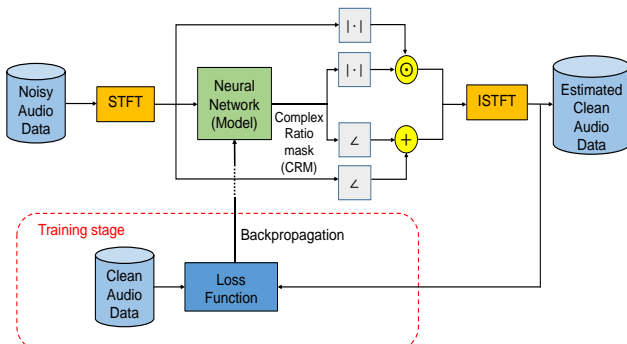 Noisy
Audio
Data
STFT
Neural
Network
(Model)
Complex
Ratio
mask
(CRM)
|·|
|·|
∠
∠
⊙
+
ISTFT
Estimated
Clean
Audio
Data
Training stage
Backpropagation
Clean
Audio
Data
Loss
Function